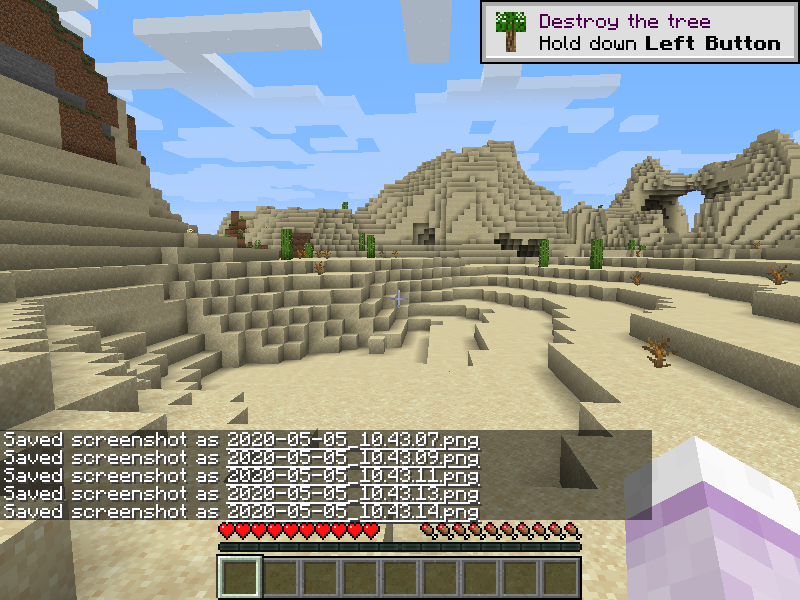 Destroy the tree
Hold down Left Button
Saved screenshot as 2020-05-05_10.43.07.png
Saved screenshot as 2020-05-05_10.43.09.png
Saved screenshot as 2020-05-05_10.43.11.png
Saved screenshot as 2020-05-05_10.43.13.png
Saved screenshot as 2020-05-05_10.43.14.png